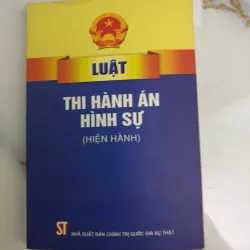 LUẬT
THI HÀNH ÁN
HÌNH SỰ
(HIỆN HÀNH)
ST NHÀ XUẤT BẢN CHÍNH TRỊ QUỐC GIA SỰ THẬT